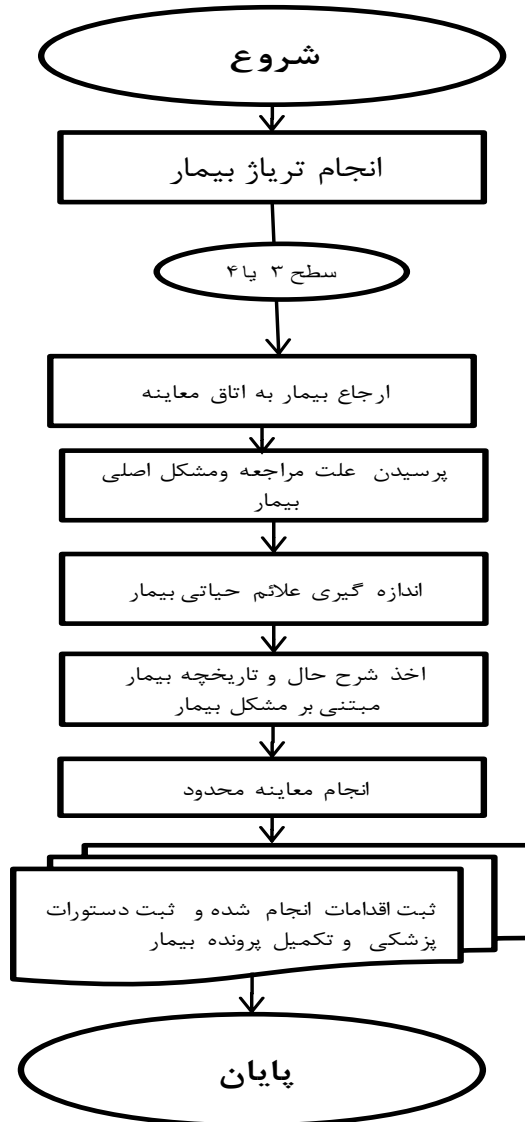 شروع
انجام تریاژ بیمار
سطح ۳ یا ۴
ارجاع بیمار به اتاق معاینه
پرسیدن علت مراجعه ومشکل اصلی
بیمار
اندازه گیری علائم حیاتی بیمار
اخذ شرح حال و تاریخچه بیمار
مبتنی بر مشکل بیمار
انجام معاینه محدود
ثبت اقدامات انجام شده و ثبت دستورات
پزشکی و تکمیل پرونده بیمار
پایان